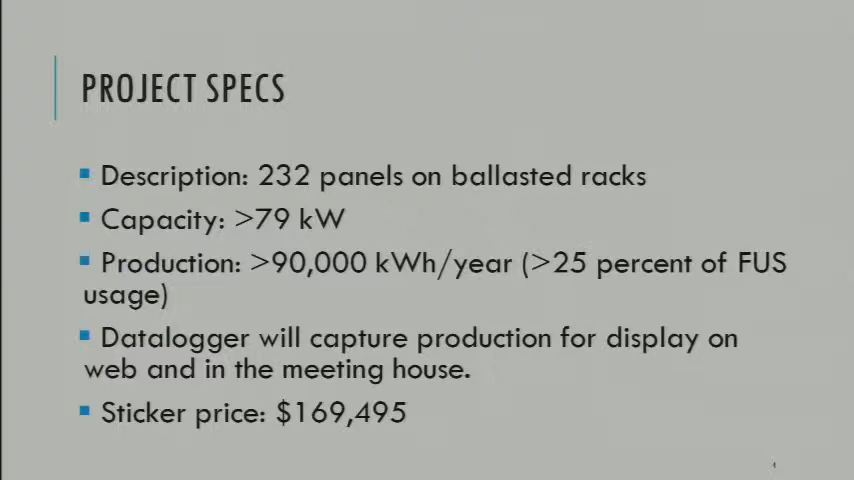 PROJECT SPECS
▪ Description: 232 panels on ballasted racks
▪ Capacity: >79 kW
▪ Production: >90,000 kWh/year (>25 percent of FUS
usage)
▪ Datalogger will capture production for display on
web and in the meeting house.
▪ Sticker price: $169,495